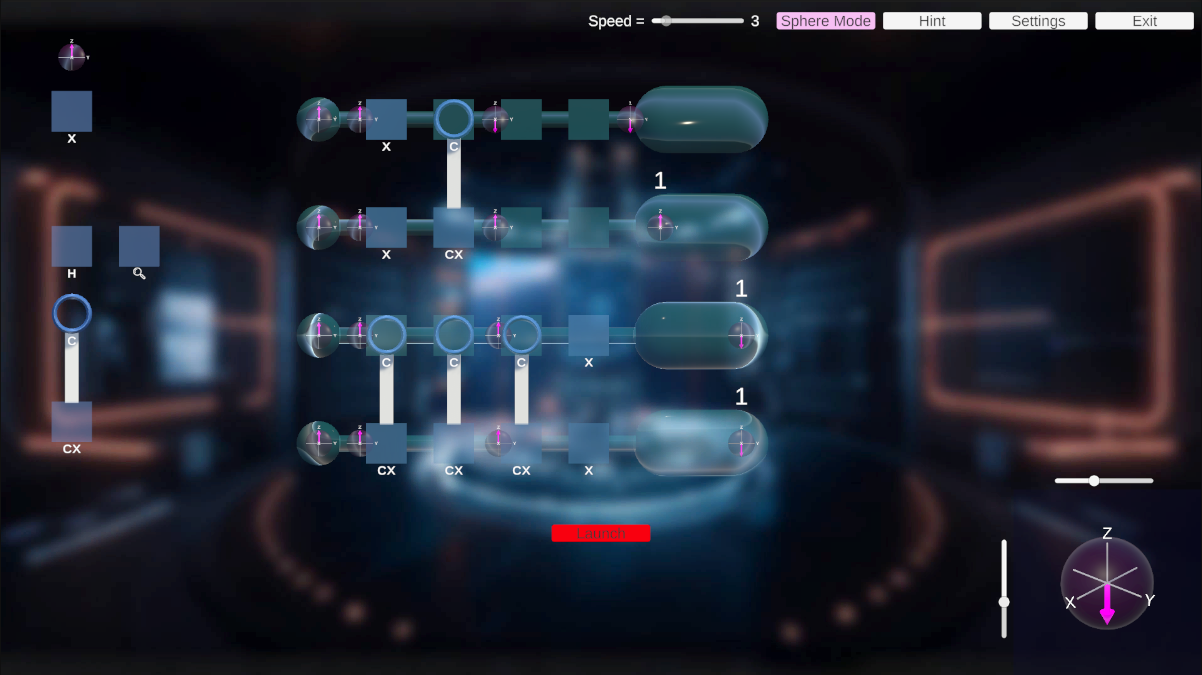 Speed = 3 Sphere Mode Hint Settings Exit
X
X C
1
X CX
H
1
C
C C C X
1
CX
CX CX CX X
Launch
Z
X Y